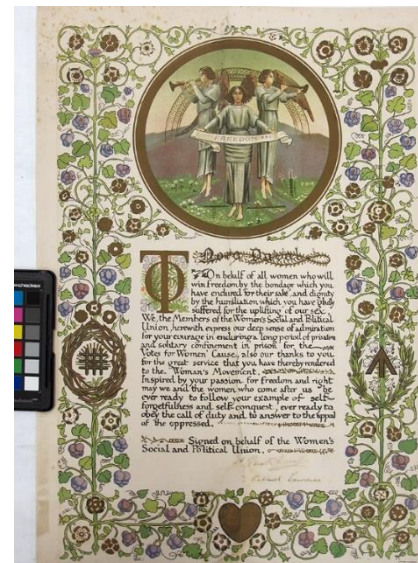 FREEDOM
To
On behalf of all women who will
win freedom by the bondage which you
have endured for their sake, and dignity
by the humiliation which you have gladly
suffered for the uplifting of our sex.
We, the Members of the Women's Social and Political
Union, herewith express our deep sense of admiration
for your courage in enduring a long period of privation
and solitary confinement in prison for the
Votes for Women Cause, also our thanks to you
for the great service that you have thereby rendered
to the Woman's Movement.
Inspired by your passion for freedom and right
may we and the women who come after us be
ever ready to follow your example of self-
forgetfulness and self-conquest, ever ready to
obey the call of duty and to answer to the appeal
of the oppressed.
Signed on behalf of the Women's
Social and Political Union.
Lawrence